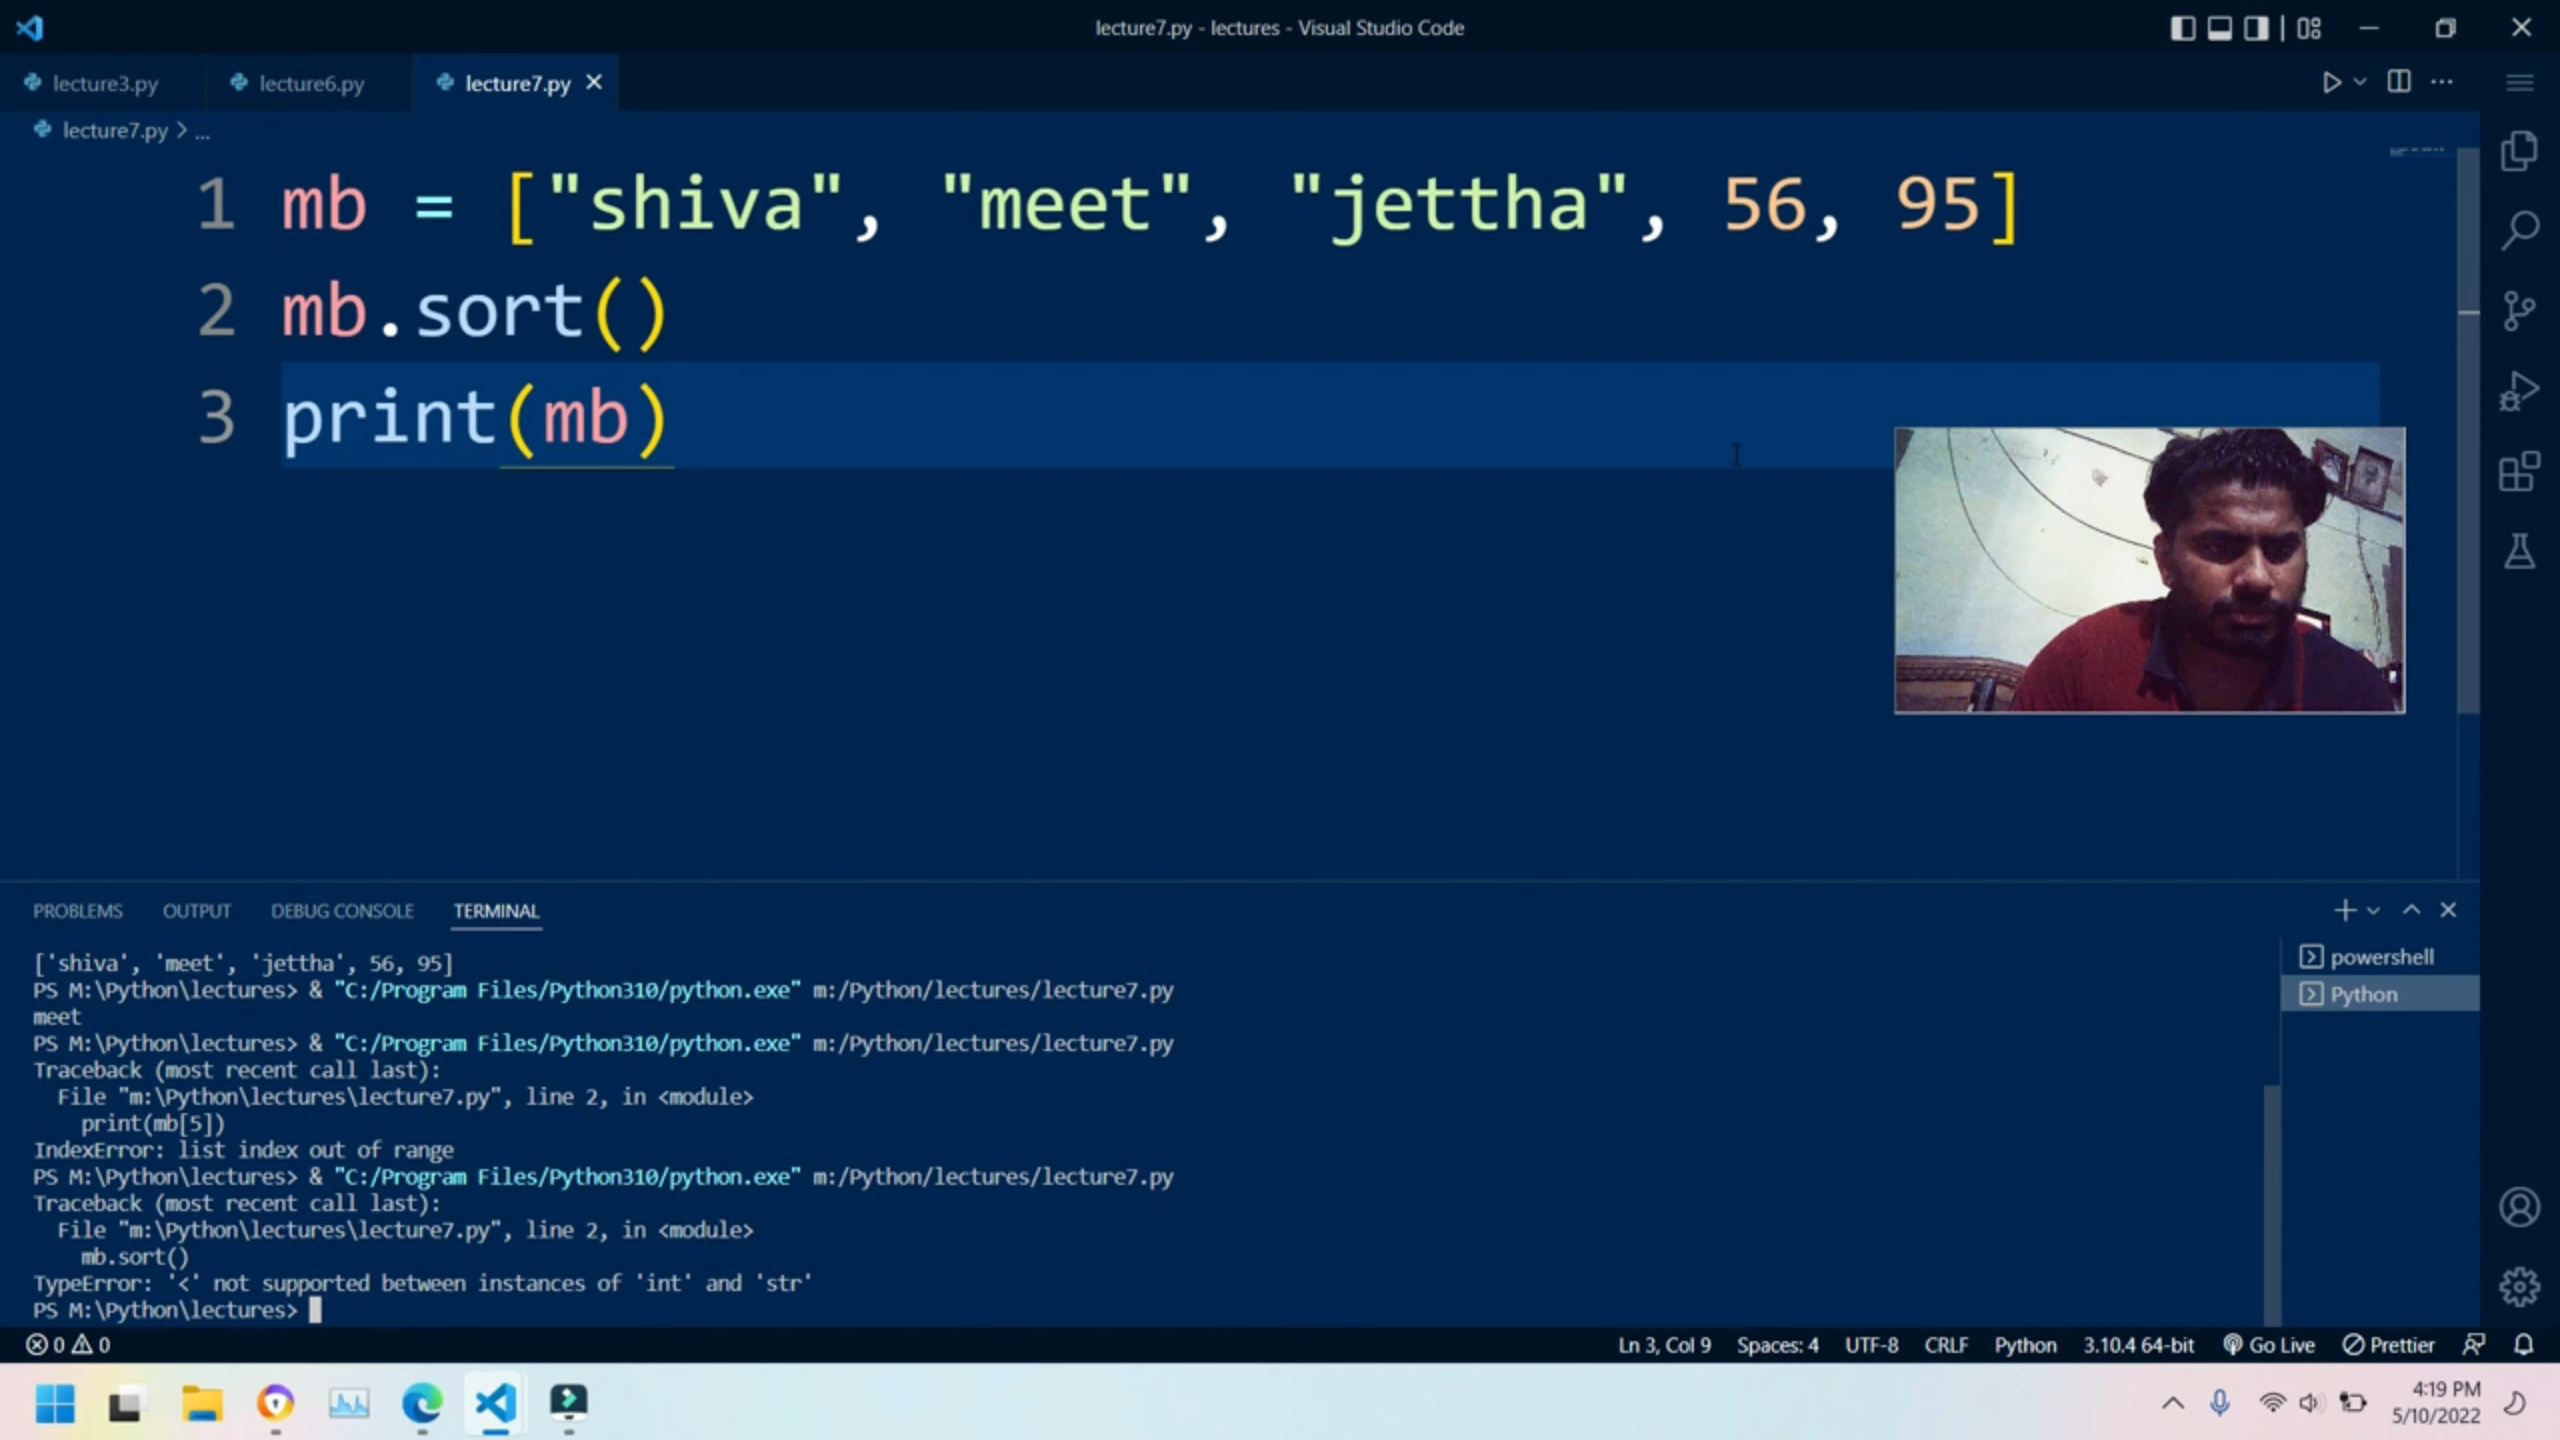 lecture7.py - lectures - Visual Studio Code
lecture3.py lecture6.py lecture7.py
lecture7.py > ...
1 mb = ["shiva", "meet", "jettha", 56, 95]
2 mb.sort()
3 print(mb)
PROBLEMS OUTPUT DEBUG CONSOLE TERMINAL
['shiva', 'meet', 'jettha', 56, 95]
PS M:\Python\lectures> & "C:/Program Files/Python310/python.exe" m:/Python/lectures/lecture7.py
meet
PS M:\Python\lectures> & "C:/Program Files/Python310/python.exe" m:/Python/lectures/lecture7.py
Traceback (most recent call last):
  File "m:\Python\lectures\lecture7.py", line 2, in <module>
    print(mb[5])
IndexError: list index out of range
PS M:\Python\lectures> & "C:/Program Files/Python310/python.exe" m:/Python/lectures/lecture7.py
Traceback (most recent call last):
  File "m:\Python\lectures\lecture7.py", line 2, in <module>
    mb.sort()
TypeError: '<' not supported between instances of 'int' and 'str'
PS M:\Python\lectures>
powershell
Python
0 0 Ln 3, Col 9 Spaces: 4 UTF-8 CRLF Python 3.10.4 64-bit Go Live Prettier
4:19 PM
5/10/2022